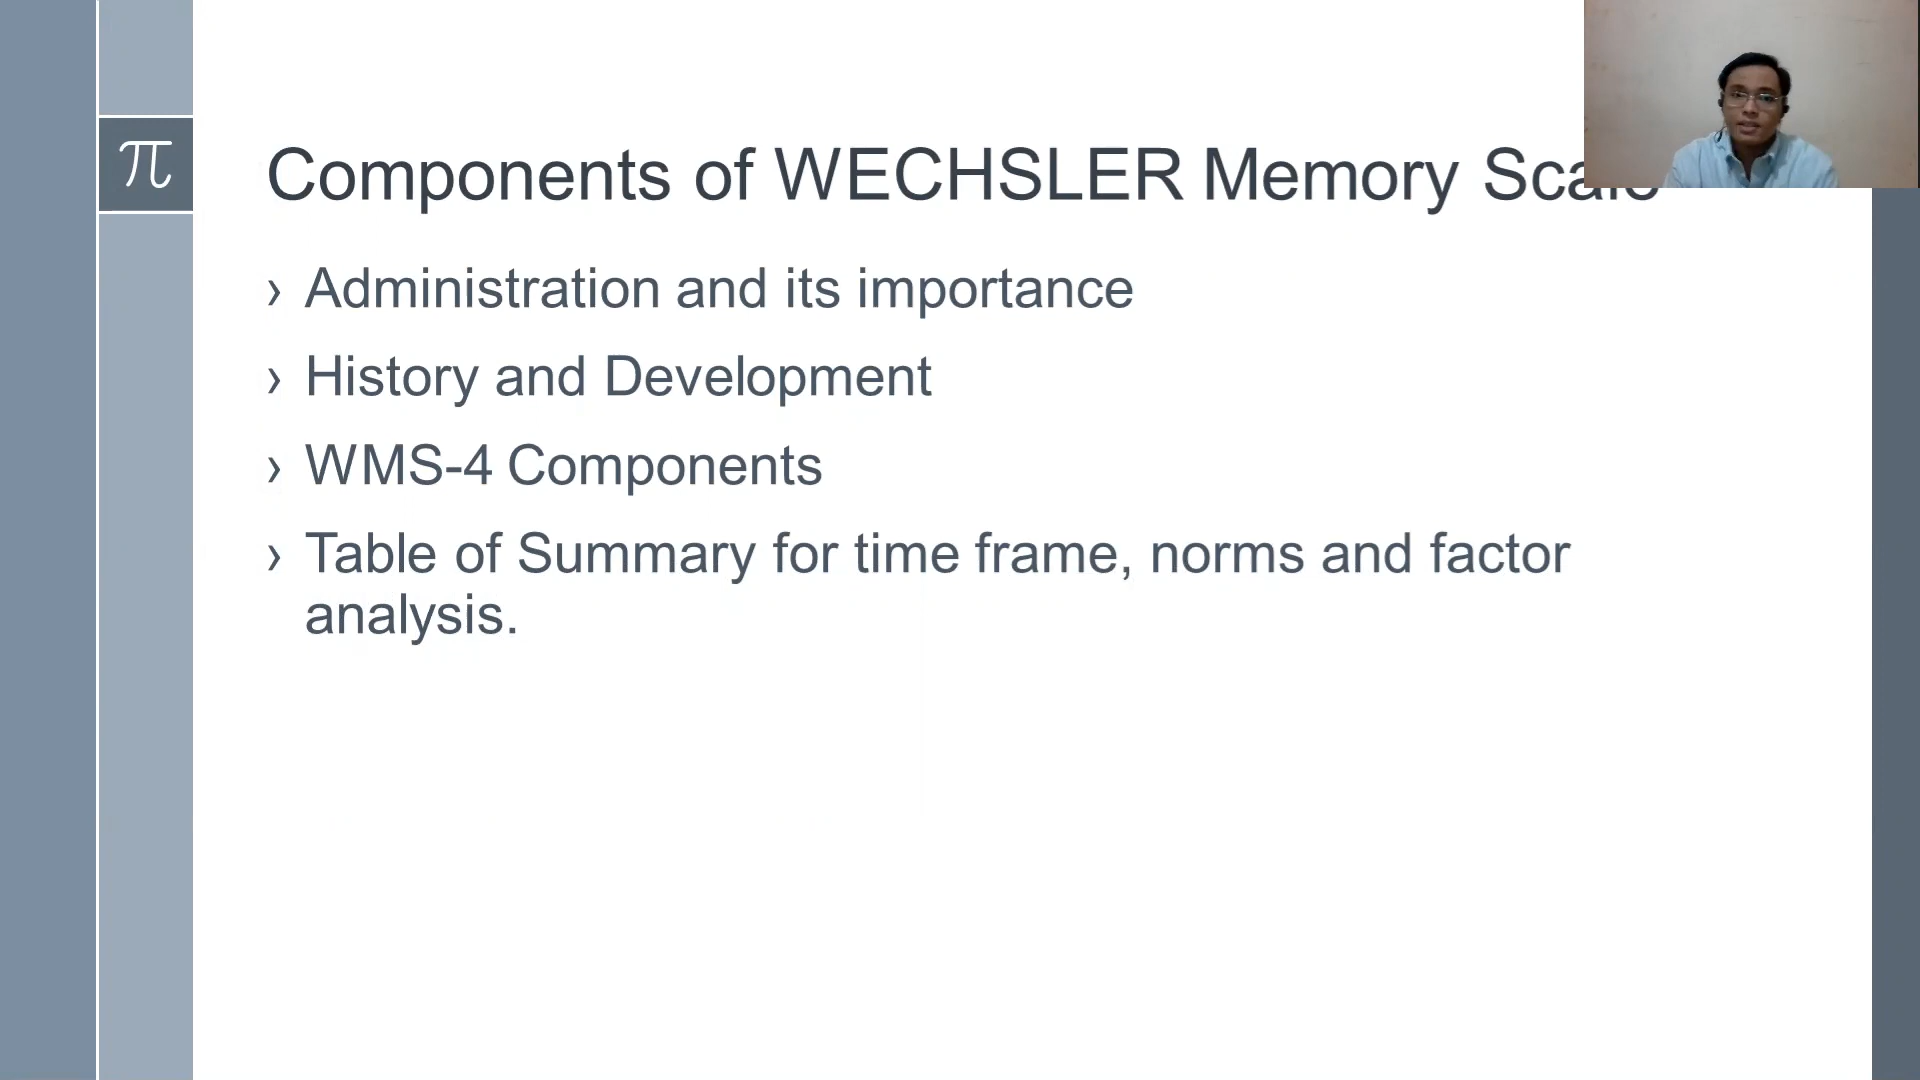 π
Components of WECHSLER Memory Scale
› Administration and its importance
› History and Development
› WMS-4 Components
› Table of Summary for time frame, norms and factor
analysis.